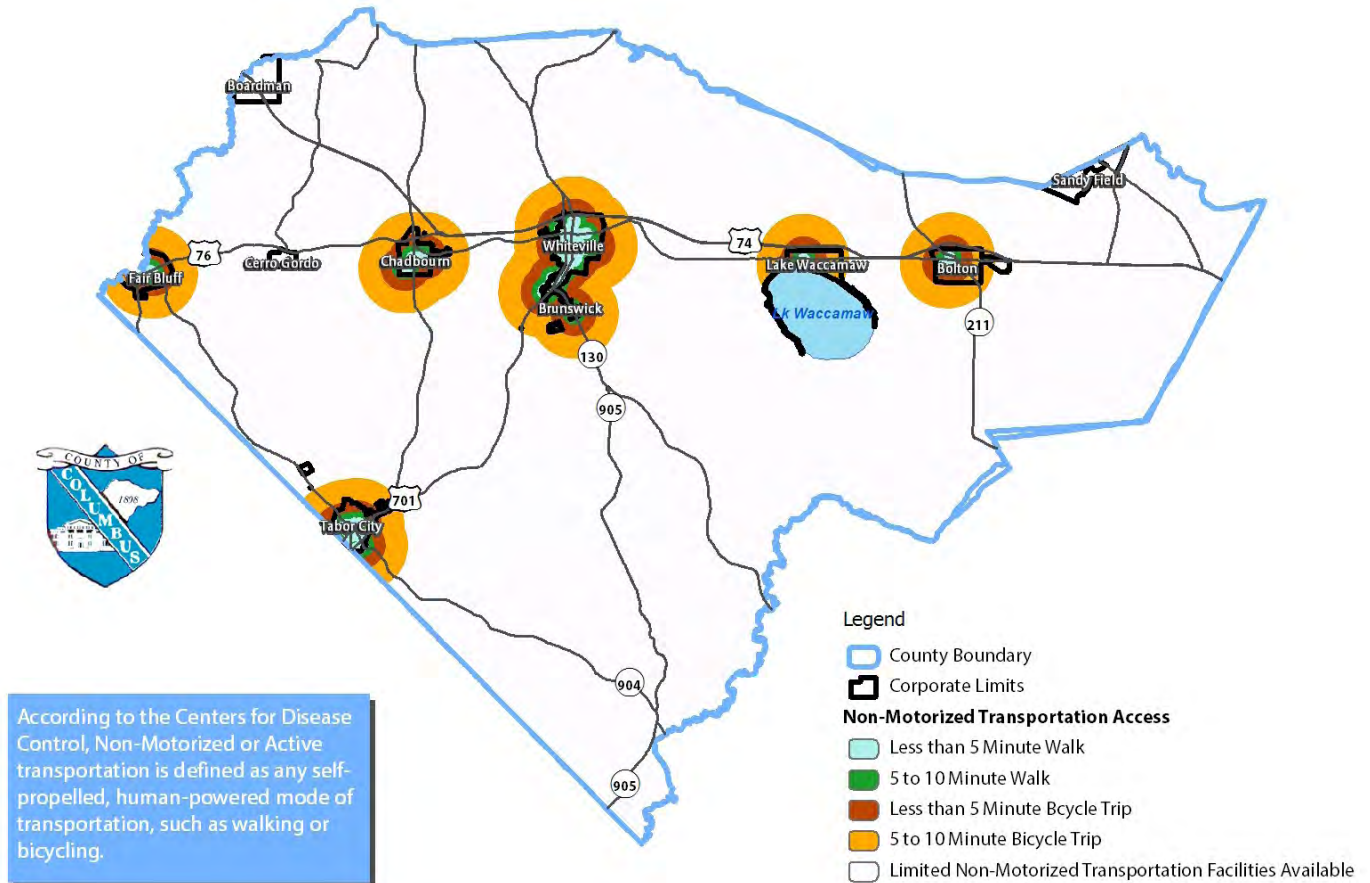 Boardman
Sandy Field
76
74
Fair Bluff
Cerro Gordo
Chadbourn
Whiteville
Lake Waccamaw
Bolton
Brunswick
Lk Waccamaw
211
130
905
COUNTY OF
COLUMBUS
1898
701
Tabor City
904
905
Legend
County Boundary
Corporate Limits
Non-Motorized Transportation Access
Less than 5 Minute Walk
5 to 10 Minute Walk
Less than 5 Minute Bcycle Trip
5 to 10 Minute Bicycle Trip
Limited Non-Motorized Transportation Facilities Available
According to the Centers for Disease
Control, Non-Motorized or Active
transportation is defined as any self-
propelled, human-powered mode of
transportation, such as walking or
bicycling.